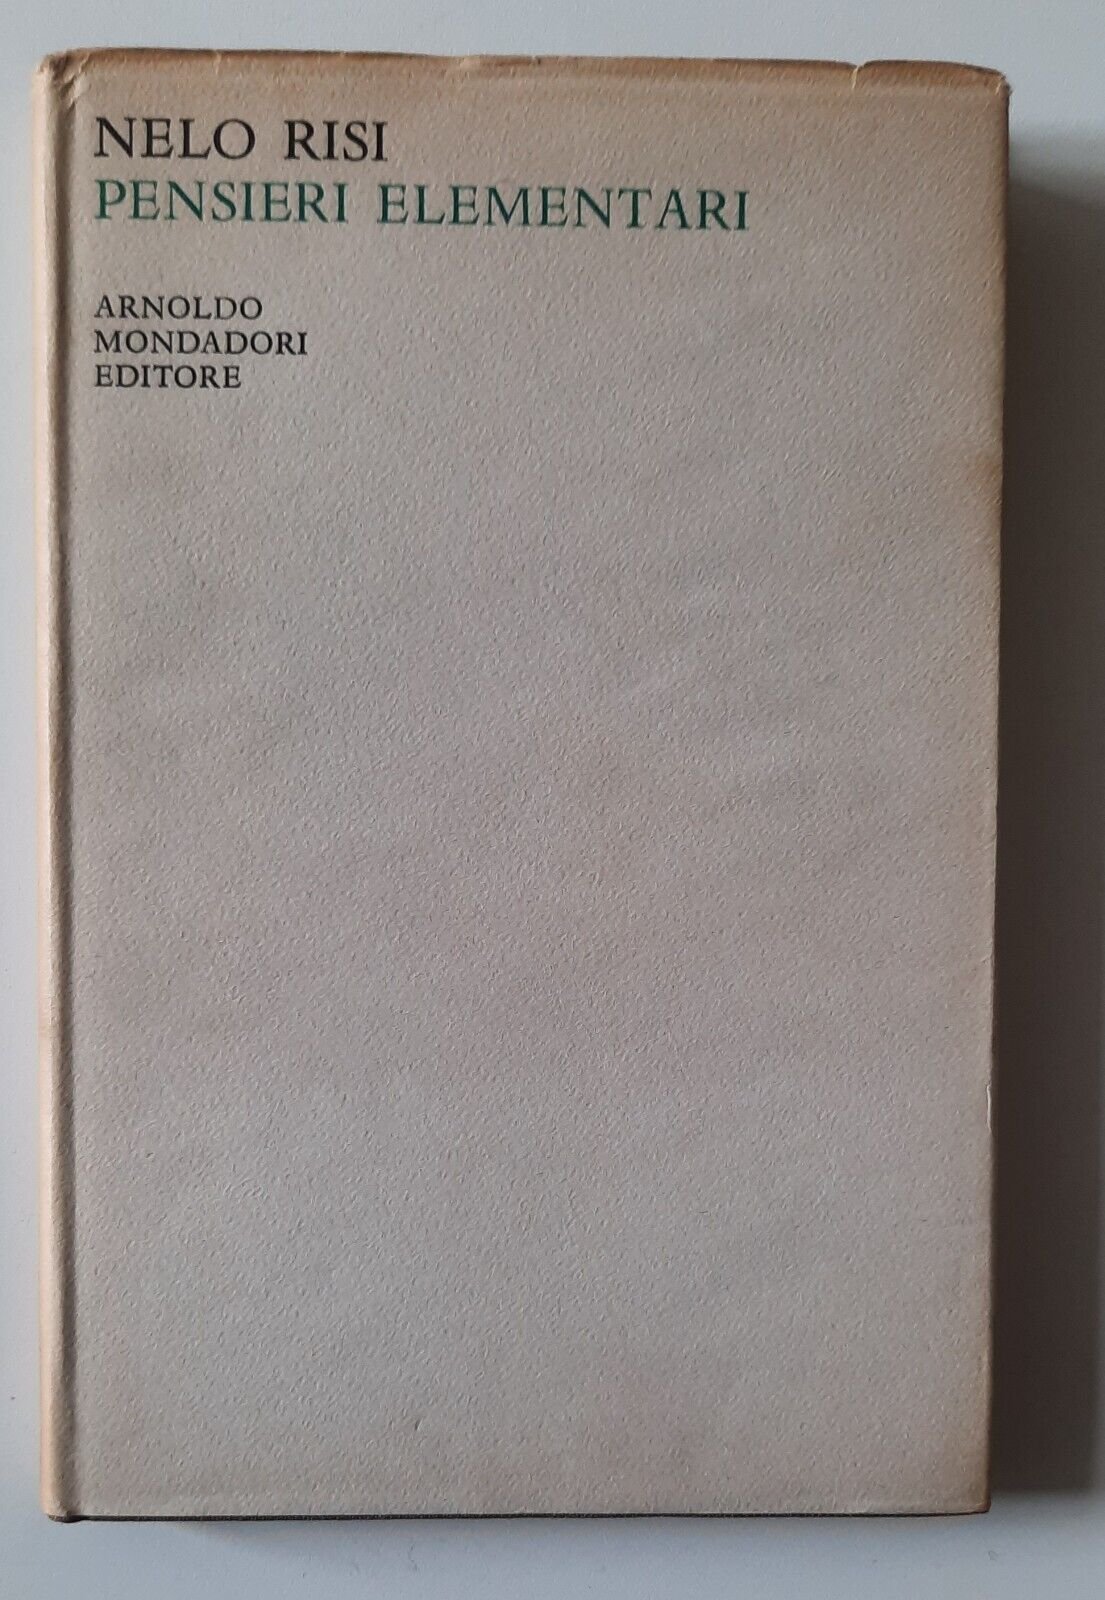 NELO RISI
PENSIERI ELEMENTARI
ARNOLDO
MONDADORI
EDITORE